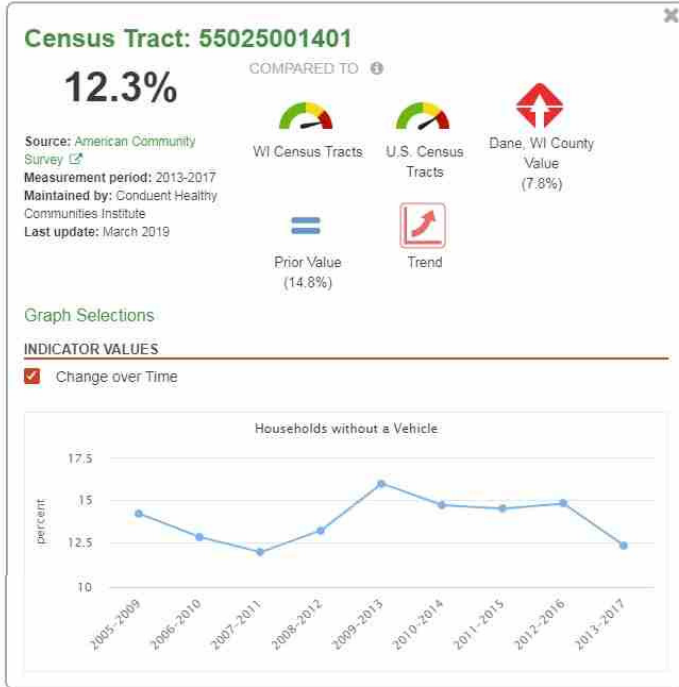 Census Tract: 55025001401
12.3%
COMPARED TO
Source: American Community
Survey
Measurement period: 2013-2017
Maintained by: Conduent Healthy
Communities Institute
Last update: March 2019
WI Census Tracts
U.S. Census
Tracts
Dane, WI County
Value
(7.8%)
Prior Value
(14.8%)
Trend
Graph Selections
INDICATOR VALUES
Change over Time
Households without a Vehicle
percent
17.5
15
12.5
10
2005-2009
2006-2010
2007-2011
2008-2012
2009-2013
2010-2014
2011-2015
2012-2016
2013-2017